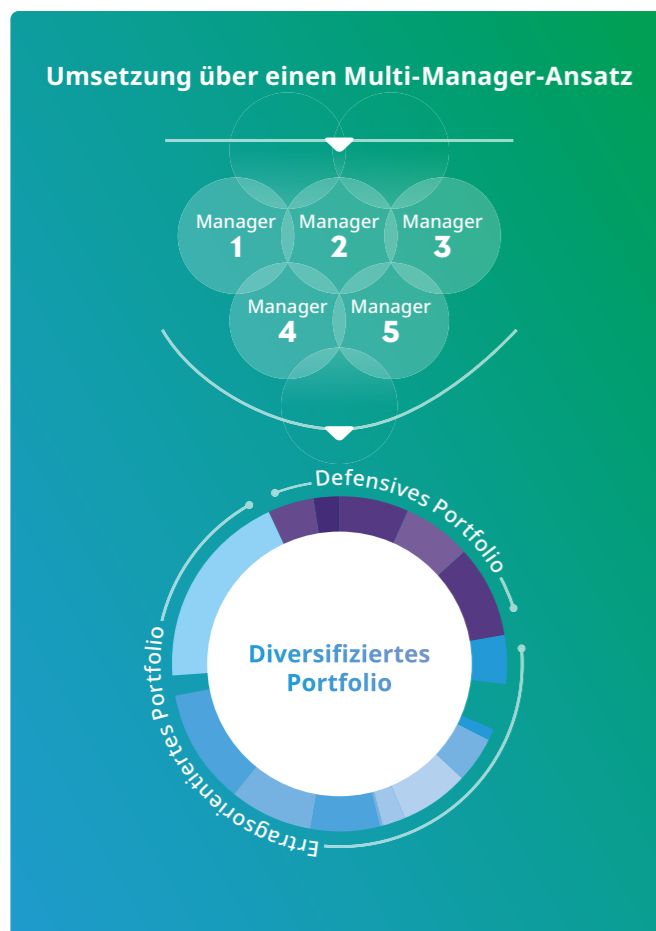 Umsetzung über einen Multi-Manager-Ansatz
Manager
1
Manager
2
Manager
3
Manager
4
Manager
5
Defensives Portfolio
Diversifiziertes
Portfolio
Ertragsorientiertes Portfolio